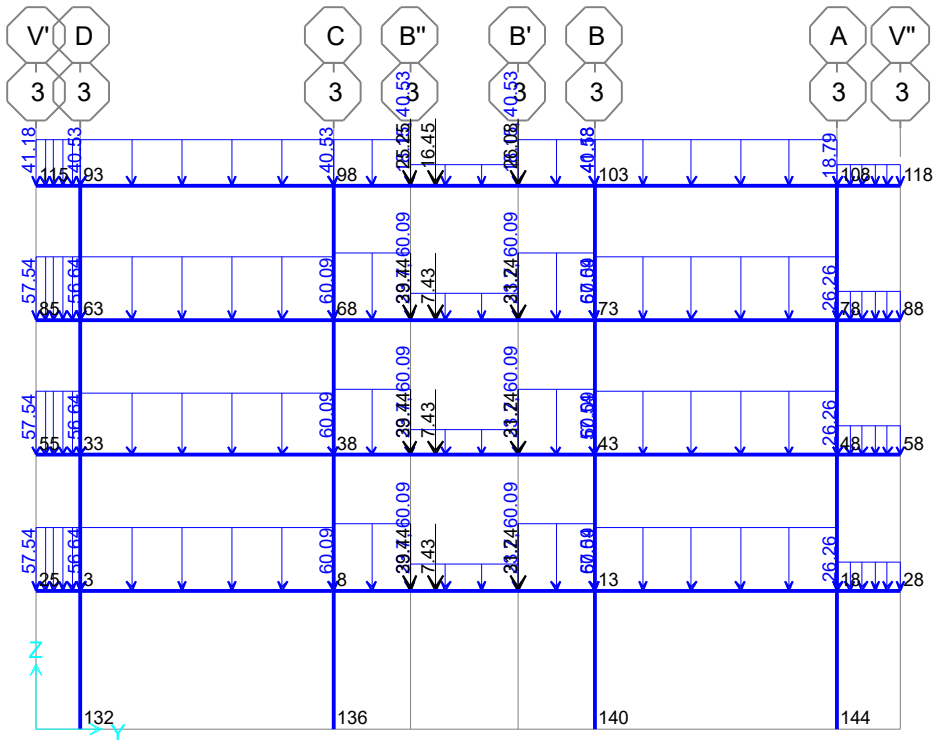 V' D C B" B' B A V"
3 3 3 3 3 3 3 3
41.18 40.53 40.53 40.53 25.25 16.45 40.53 18.79
115 93 98 103 108 118
57.54 56.64 60.09 60.09 7.43 60.09 26.26
85 63 68 73 78 88
57.54 56.64 60.09 60.09 7.43 60.09 26.26
55 33 38 43 48 58
57.54 56.64 60.09 60.09 7.43 60.09 26.26
25 3 8 13 18 28
Z
132 136 140 144
Y